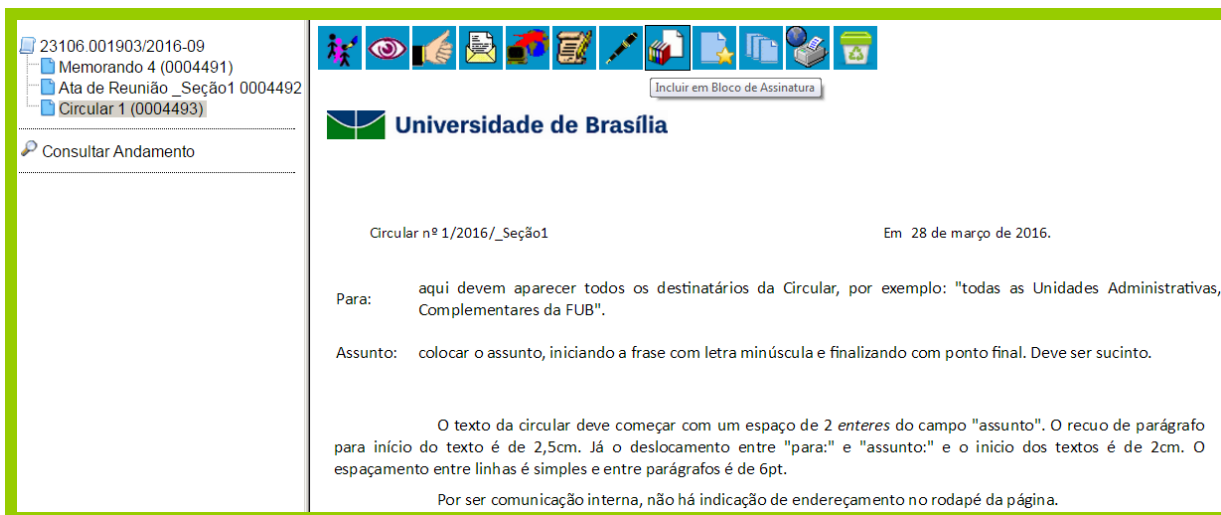 23106.001903/2016-09
Memorando 4 (0004491)
Ata de Reunião _Seção1 0004492
Circular 1 (0004493)
Consultar Andamento
Incluir em Bloco de Assinatura
Universidade de Brasília
Circular nº 1/2016/_Seção1 Em 28 de março de 2016.
Para: aqui devem aparecer todos os destinatários da Circular, por exemplo: "todas as Unidades Administrativas,
Complementares da FUB".
Assunto: colocar o assunto, iniciando a frase com letra minúscula e finalizando com ponto final. Deve ser sucinto.
O texto da circular deve começar com um espaço de 2 enteres do campo "assunto". O recuo de parágrafo
para início do texto é de 2,5cm. Já o deslocamento entre "para:" e "assunto:" e o inicio dos textos é de 2cm. O
espaçamento entre linhas é simples e entre parágrafos é de 6pt.
Por ser comunicação interna, não há indicação de endereçamento no rodapé da página.